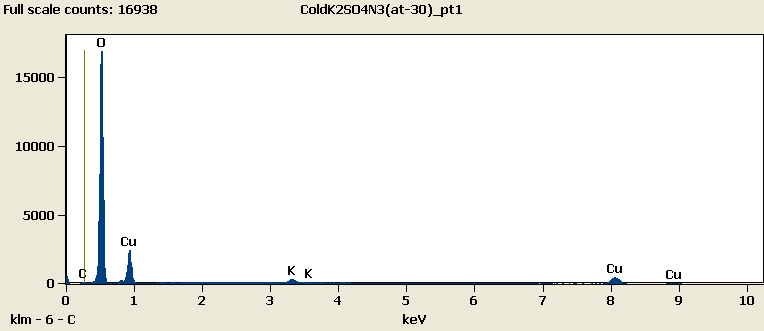 Full scale counts: 16938 ColdK2SO4N3(at-30)_pt1
O
15000
10000
5000
Cu
C K K Cu Cu
0
0 1 2 3 4 5 6 7 8 9 10
klm - 6 - C keV